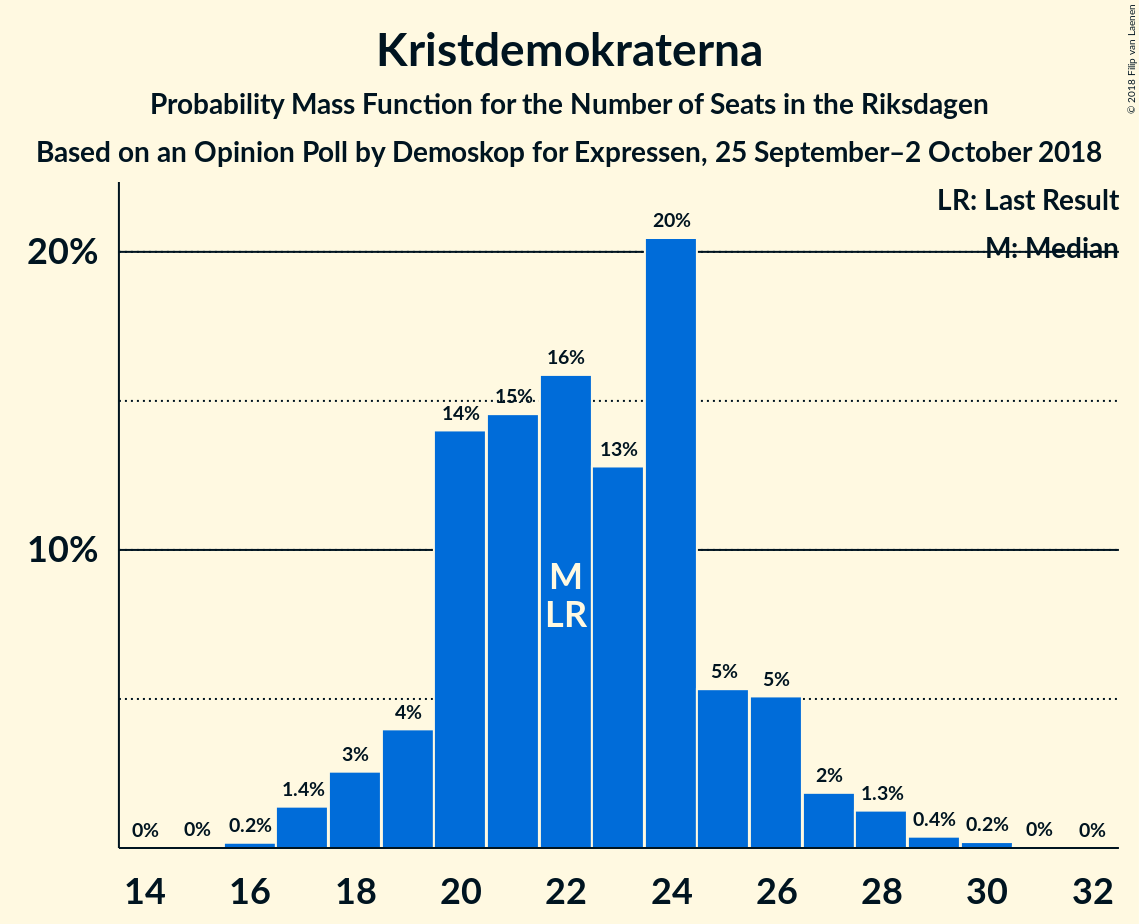 Kristdemokraterna
Probability Mass Function for the Number of Seats in the Riksdagen
Based on an Opinion Poll by Demoskop for Expressen, 25 September–2 October 2018
© 2018 Filip van Laenen
LR: Last Result
M: Median
20%
10%
0%
0%
0.2%
1.4%
3%
4%
14%
15%
16%
13%
20%
5%
5%
2%
1.3%
0.4%
0.2%
0%
0%
M
LR
14 16 18 20 22 24 26 28 30 32